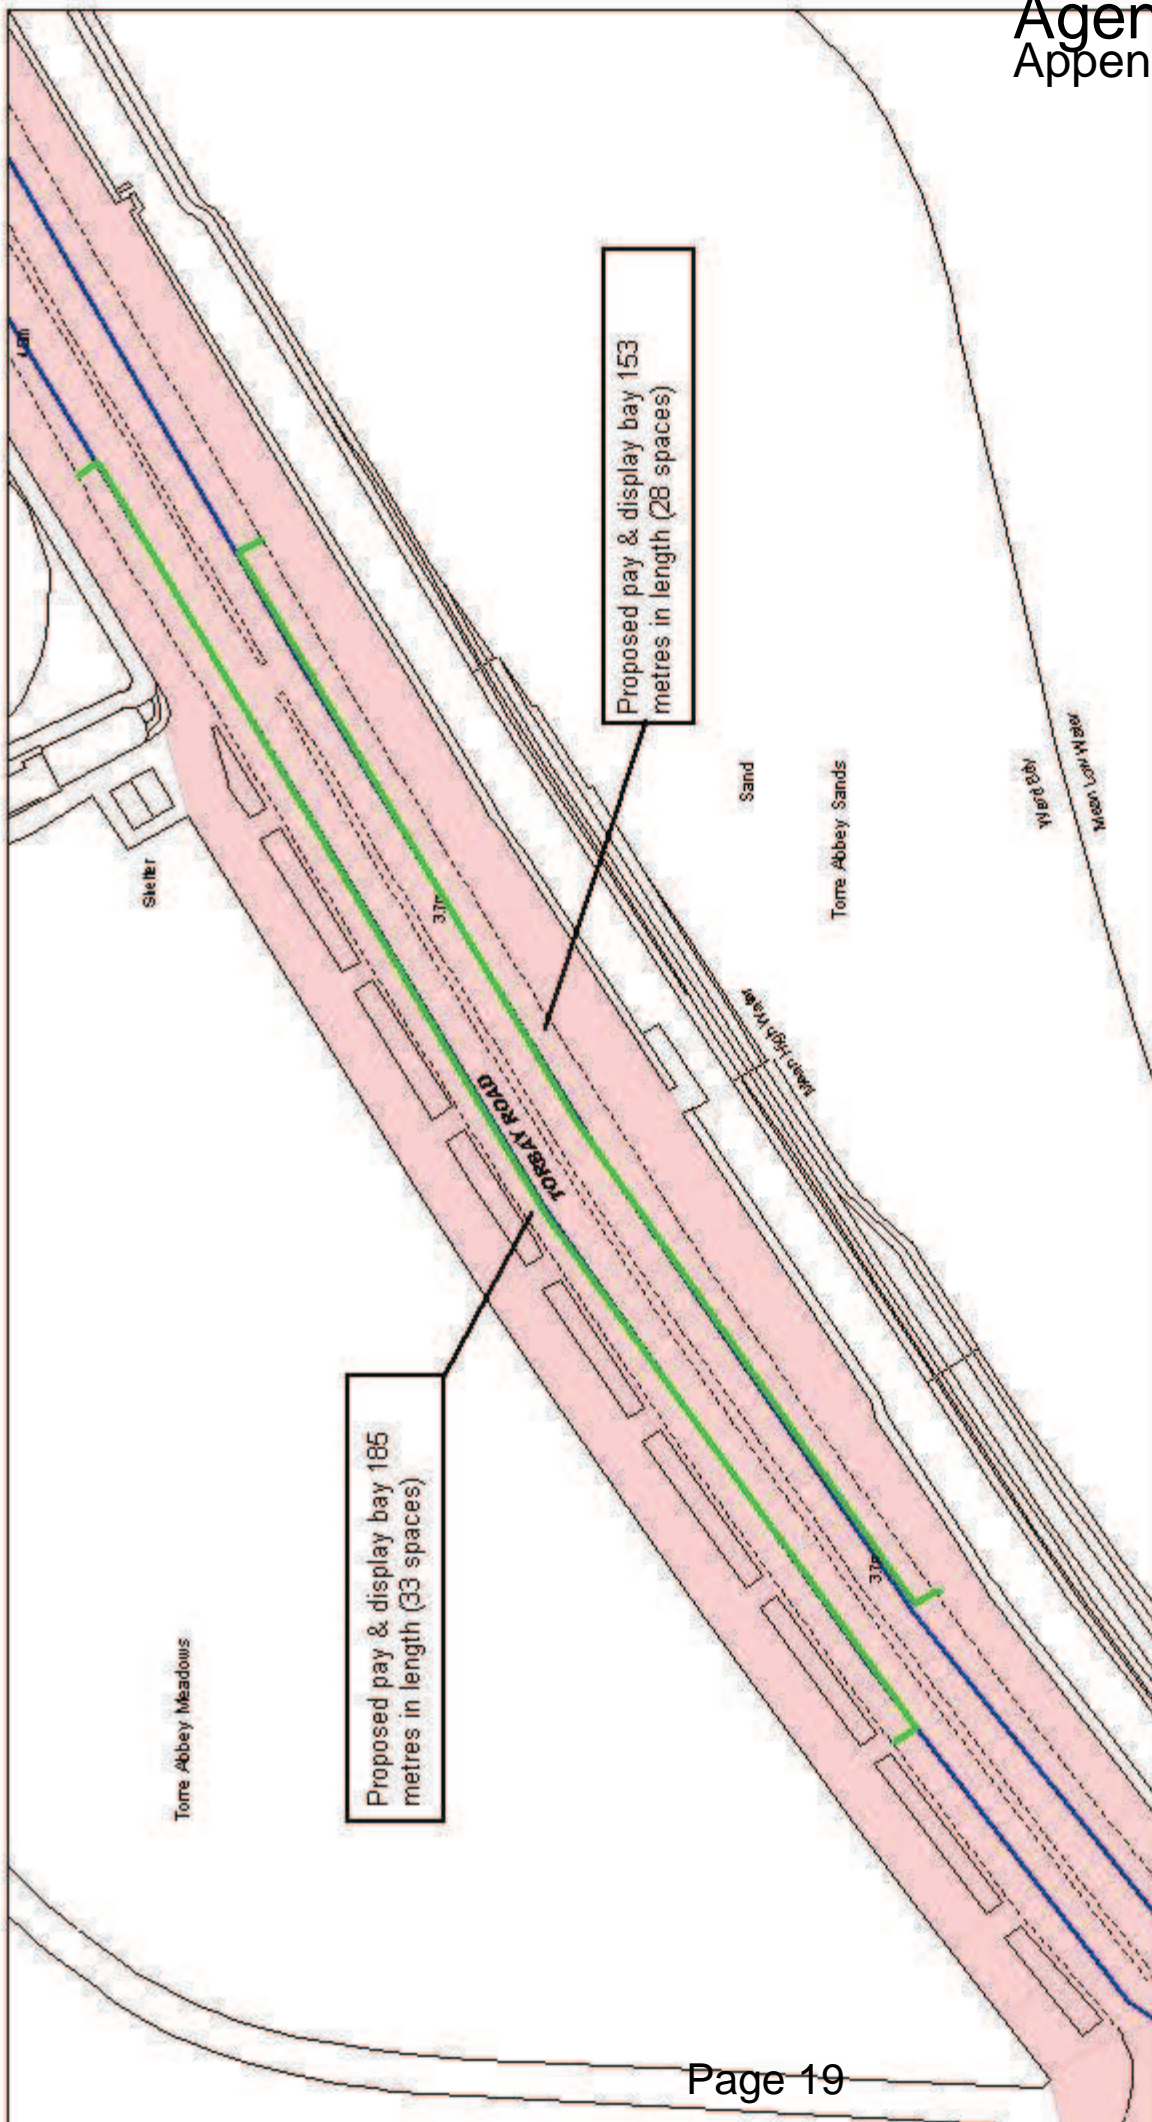 Agen
Appen
Proposed pay & display bay 153
metres in length (28 spaces)
Sand
Torre Abbey Sands
Mean Low Water
Shelter
3.7m
Mean High Water
TORBAY ROAD
Proposed pay & display bay 185
metres in length (33 spaces)
Torre Abbey Meadows
Page 19